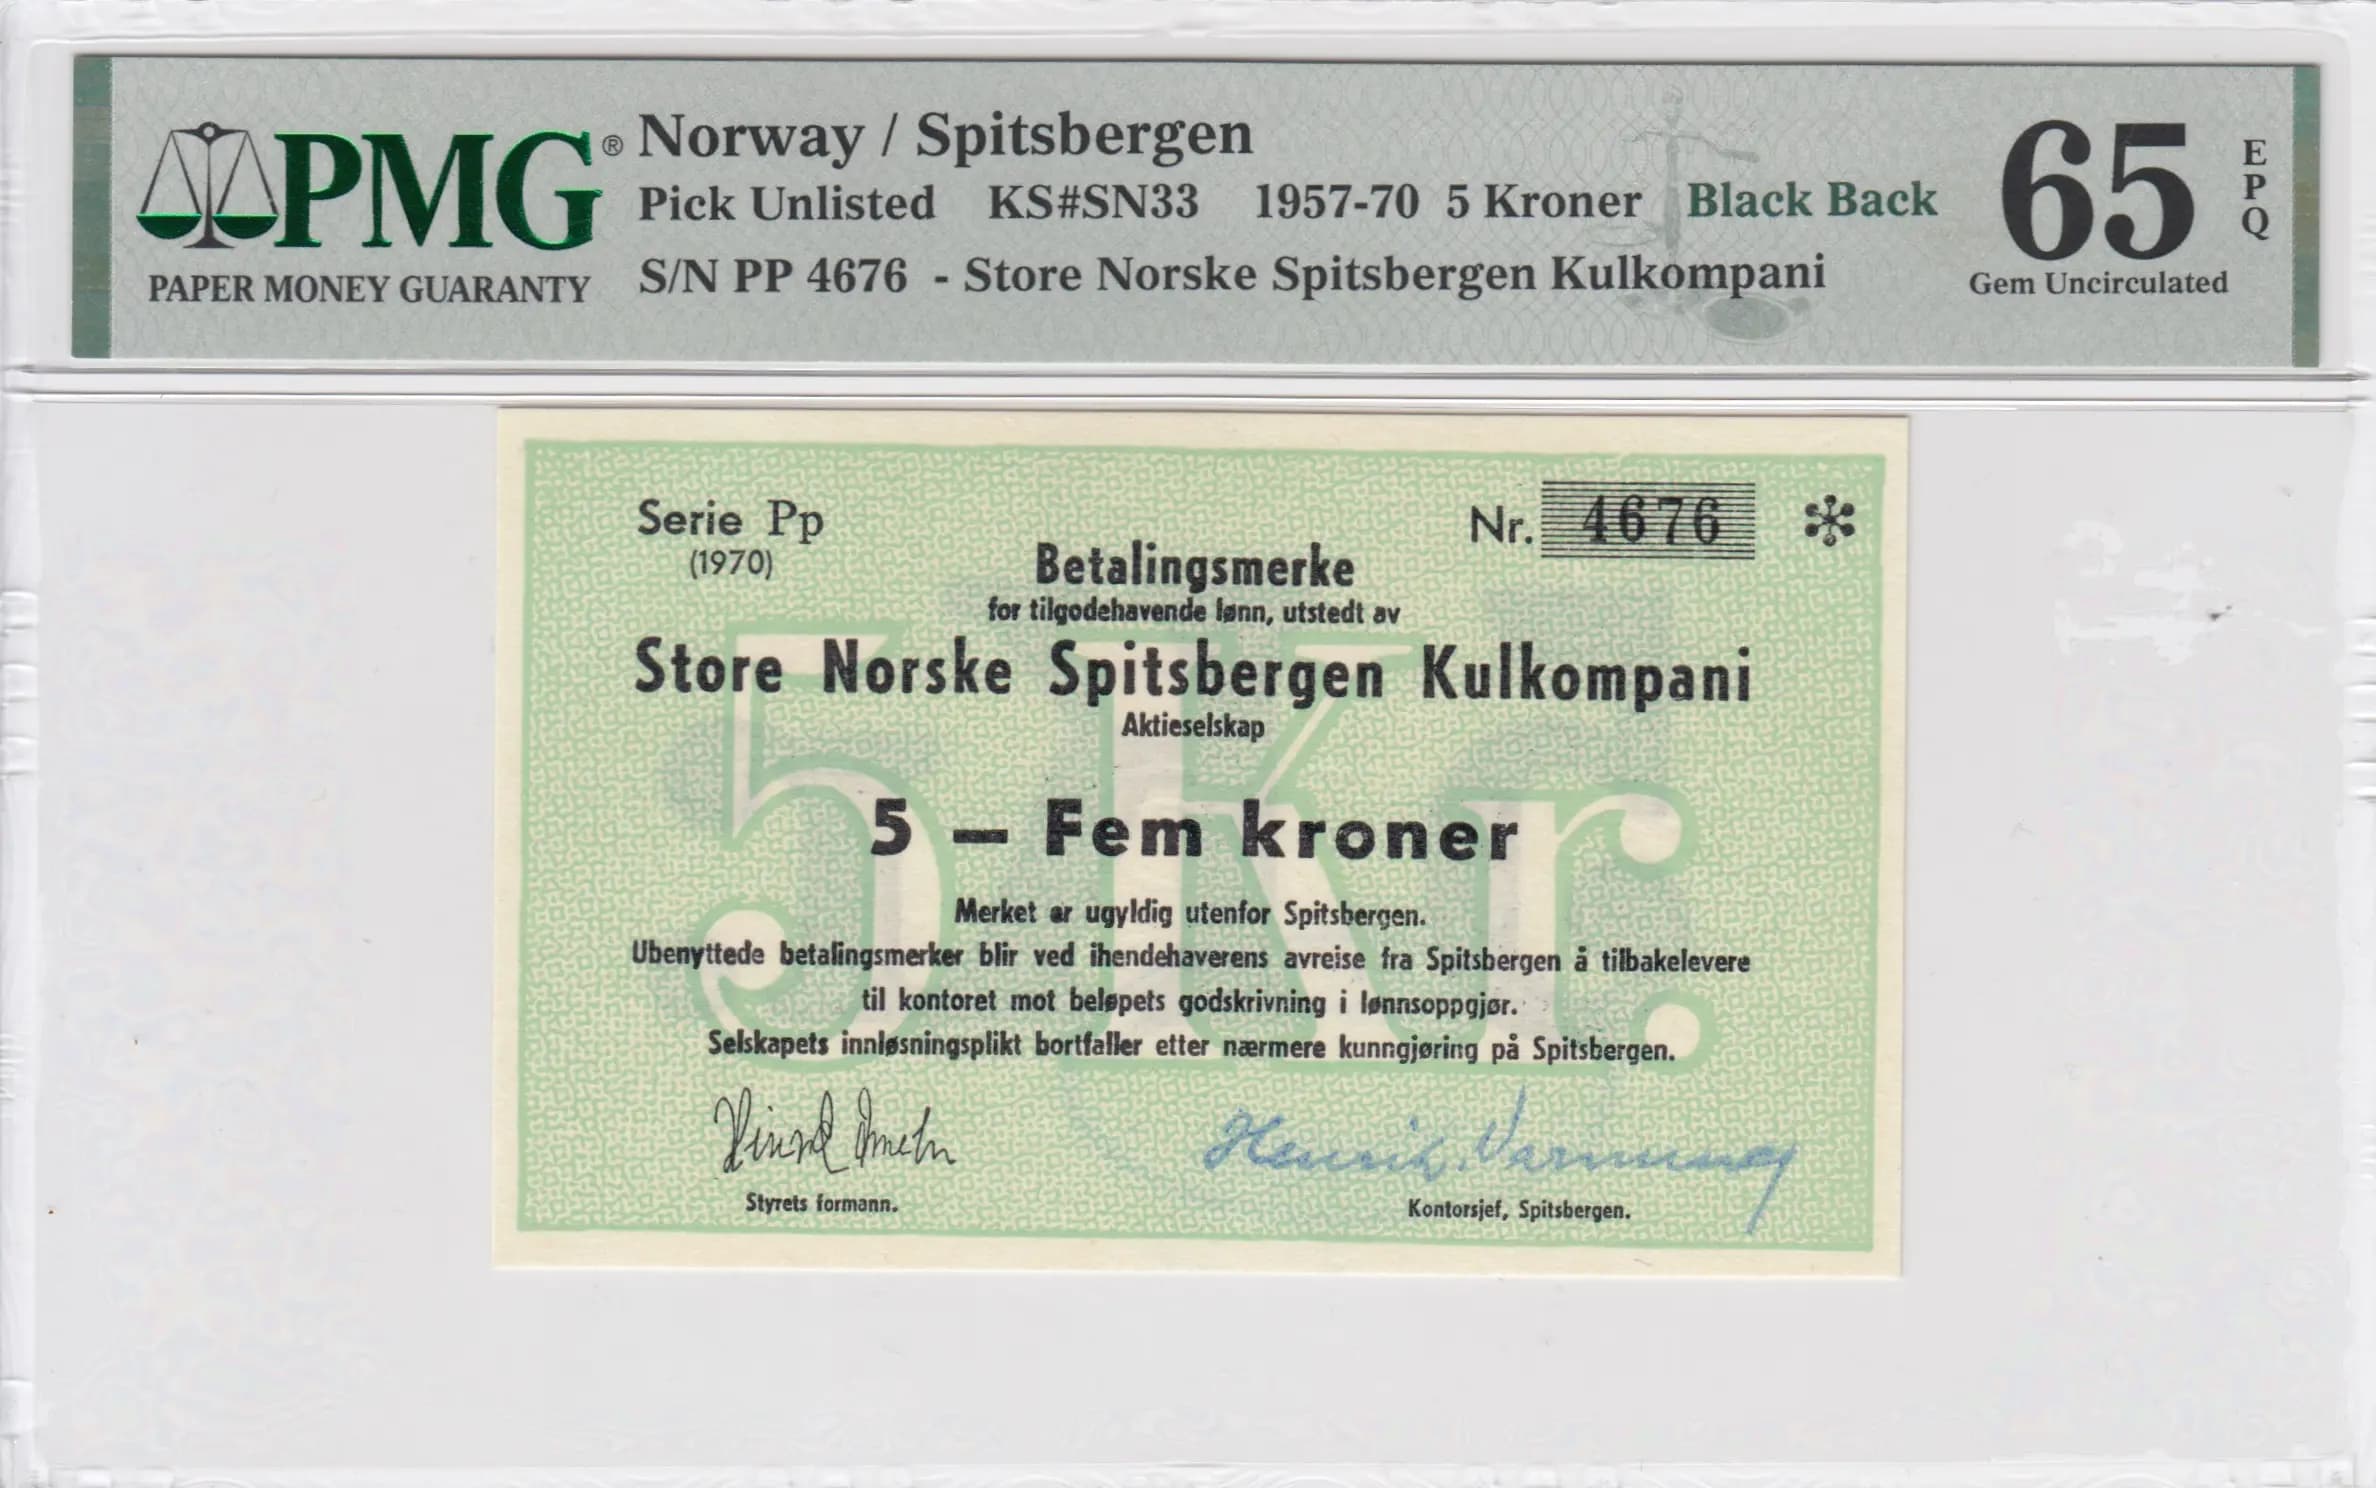 PMG®
PAPER MONEY GUARANTY
Norway / Spitsbergen
Pick Unlisted KS#SN33 1957-70 5 Kroner Black Back
S/N PP 4676 - Store Norske Spitsbergen Kulkompani
65
EPQ
Gem Uncirculated
Serie Pp
(1970)
Nr. 4676
Betalingsmerke
for tilgodehavende lønn, utstedt av
Store Norske Spitsbergen Kulkompani
Aktieselskap
5 Kr.
5 — Fem kroner
Merket er ugyldig utenfor Spitsbergen.
Ubenyttede betalingsmerker blir ved ihendehaverens avreise fra Spitsbergen å tilbakelevere
til kontoret mot beløpets godskrivning i lønnsoppgjør.
Selskapets innløsningsplikt bortfaller etter nærmere kunngjøring på Spitsbergen.
Henrik
Styrets formann.
Kontorsjef, Spitsbergen.